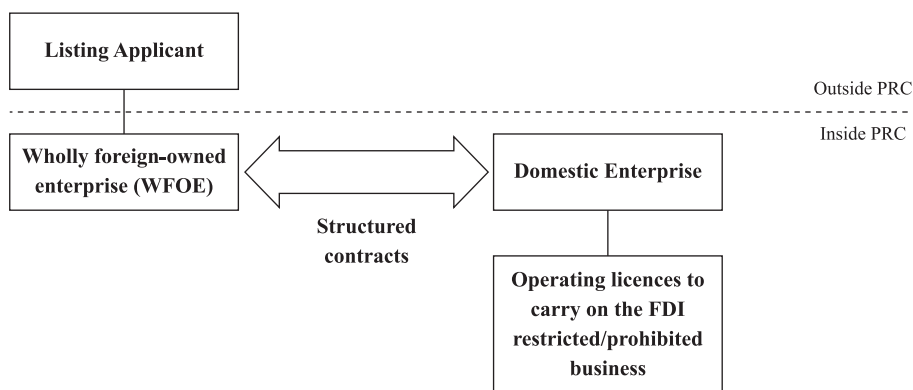 Listing Applicant
Outside PRC
Inside PRC
Wholly foreign-owned
enterprise (WFOE)
Structured
contracts
Domestic Enterprise
Operating licences to
carry on the FDI
restricted/prohibited
business